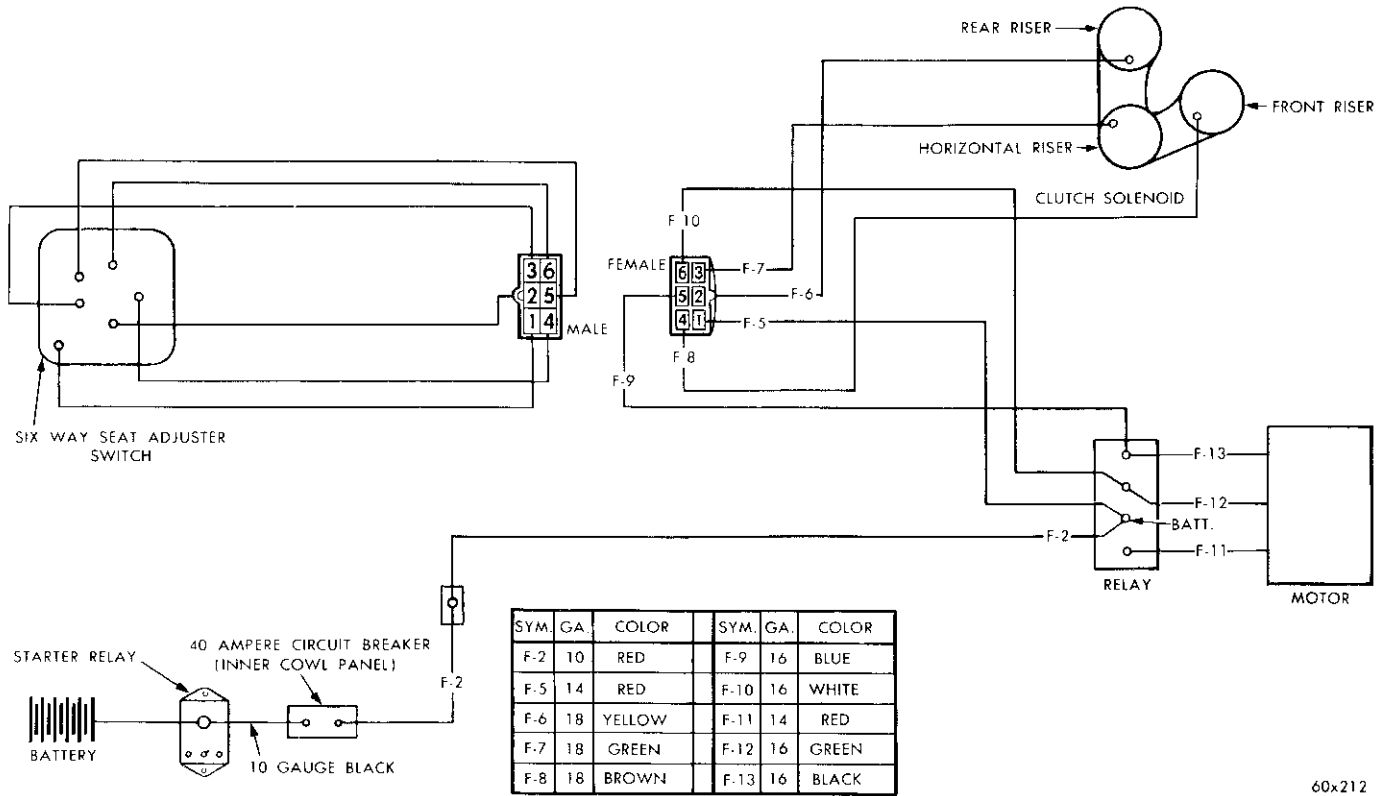 REAR RISER
FRONT RISER
HORIZONTAL RISER
CLUTCH SOLENOID
F-10
FEMALE
6 3
5 2
4 1
F-7
F-6
F-5
F-8
F-9
3 6
2 5
1 4
MALE
SIX WAY SEAT ADJUSTER
SWITCH
F-13
F-12
BATT.
F-11
F-2
RELAY
MOTOR
STARTER RELAY
40 AMPERE CIRCUIT BREAKER
(INNER COWL PANEL)
F-2
BATTERY
10 GAUGE BLACK
SYM. GA. COLOR SYM. GA. COLOR
F-2 10 RED F-9 16 BLUE
F-5 14 RED F-10 16 WHITE
F-6 18 YELLOW F-11 14 RED
F-7 18 GREEN F-12 16 GREEN
F-8 18 BROWN F-13 16 BLACK
60x212